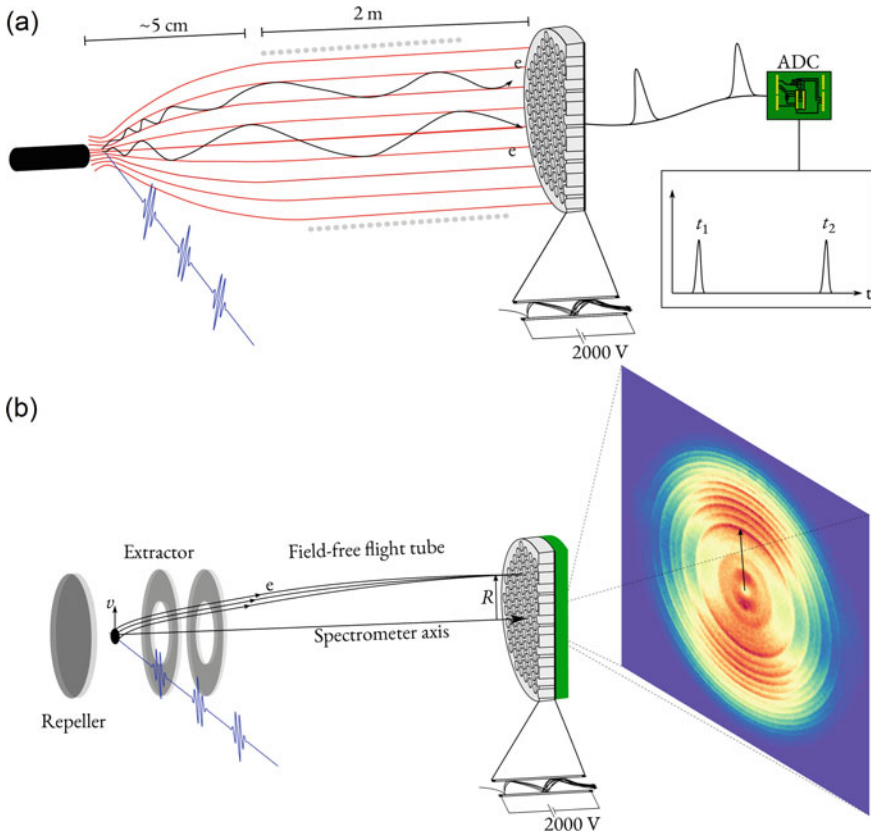 (a)
~5 cm
2 m
e
e
ADC
t₁
t₂
t
2000 V
(b)
Extractor
Field-free flight tube
e
v
R
Spectrometer axis
Repeller
2000 V